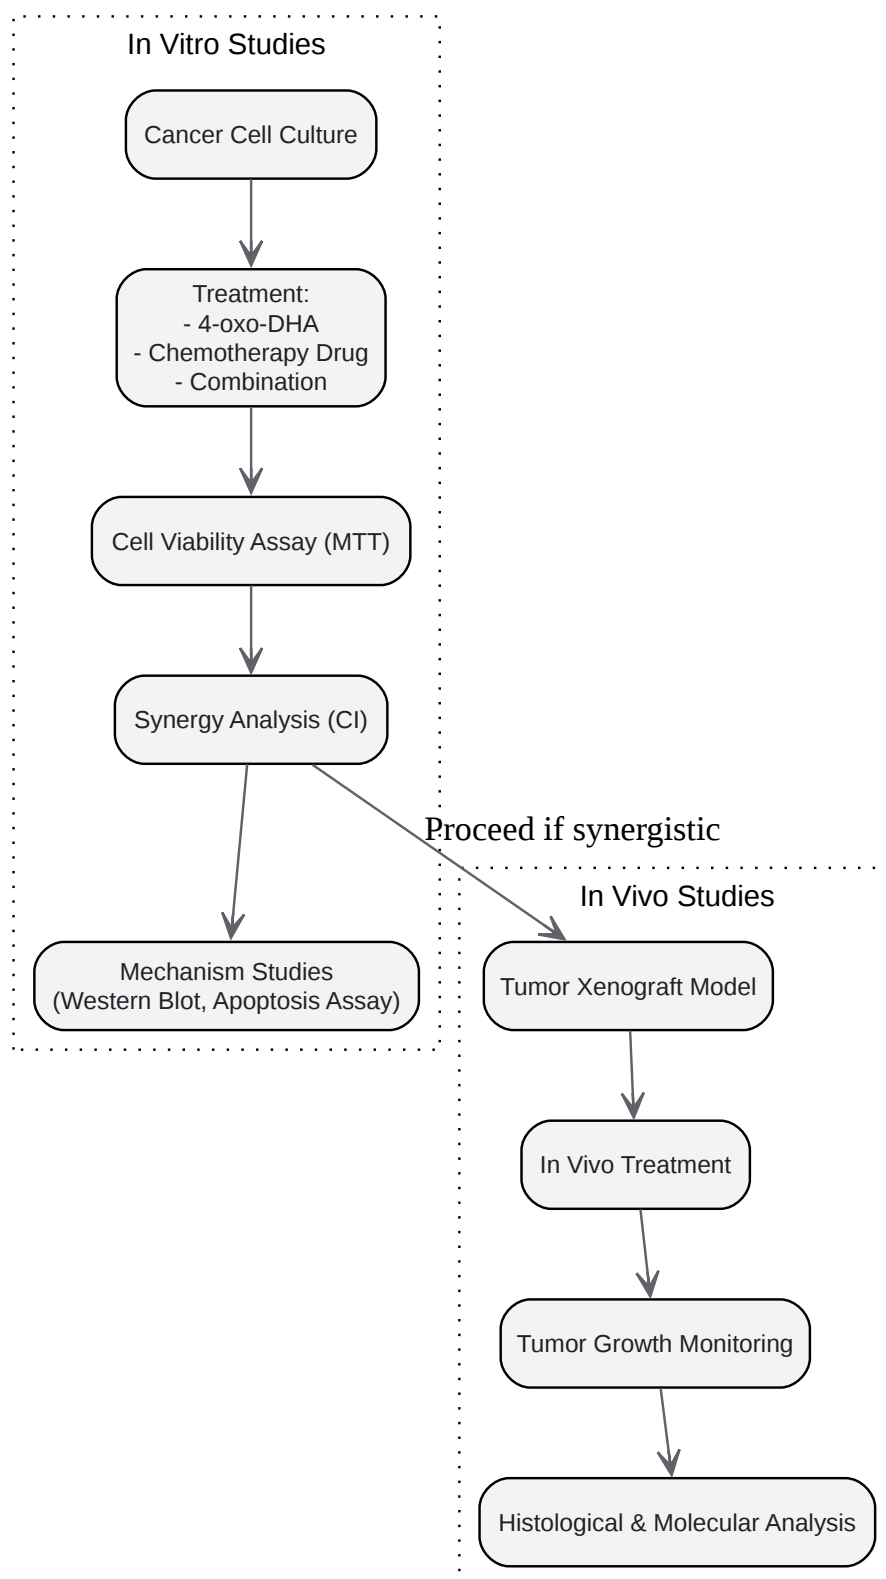 In Vitro Studies
Cancer Cell Culture
Treatment:
- 4-oxo-DHA
- Chemotherapy Drug
- Combination
Cell Viability Assay (MTT)
Synergy Analysis (CI)
Proceed if synergistic
Mechanism Studies
(Western Blot, Apoptosis Assay)
In Vivo Studies
Tumor Xenograft Model
In Vivo Treatment
Tumor Growth Monitoring
Histological & Molecular Analysis